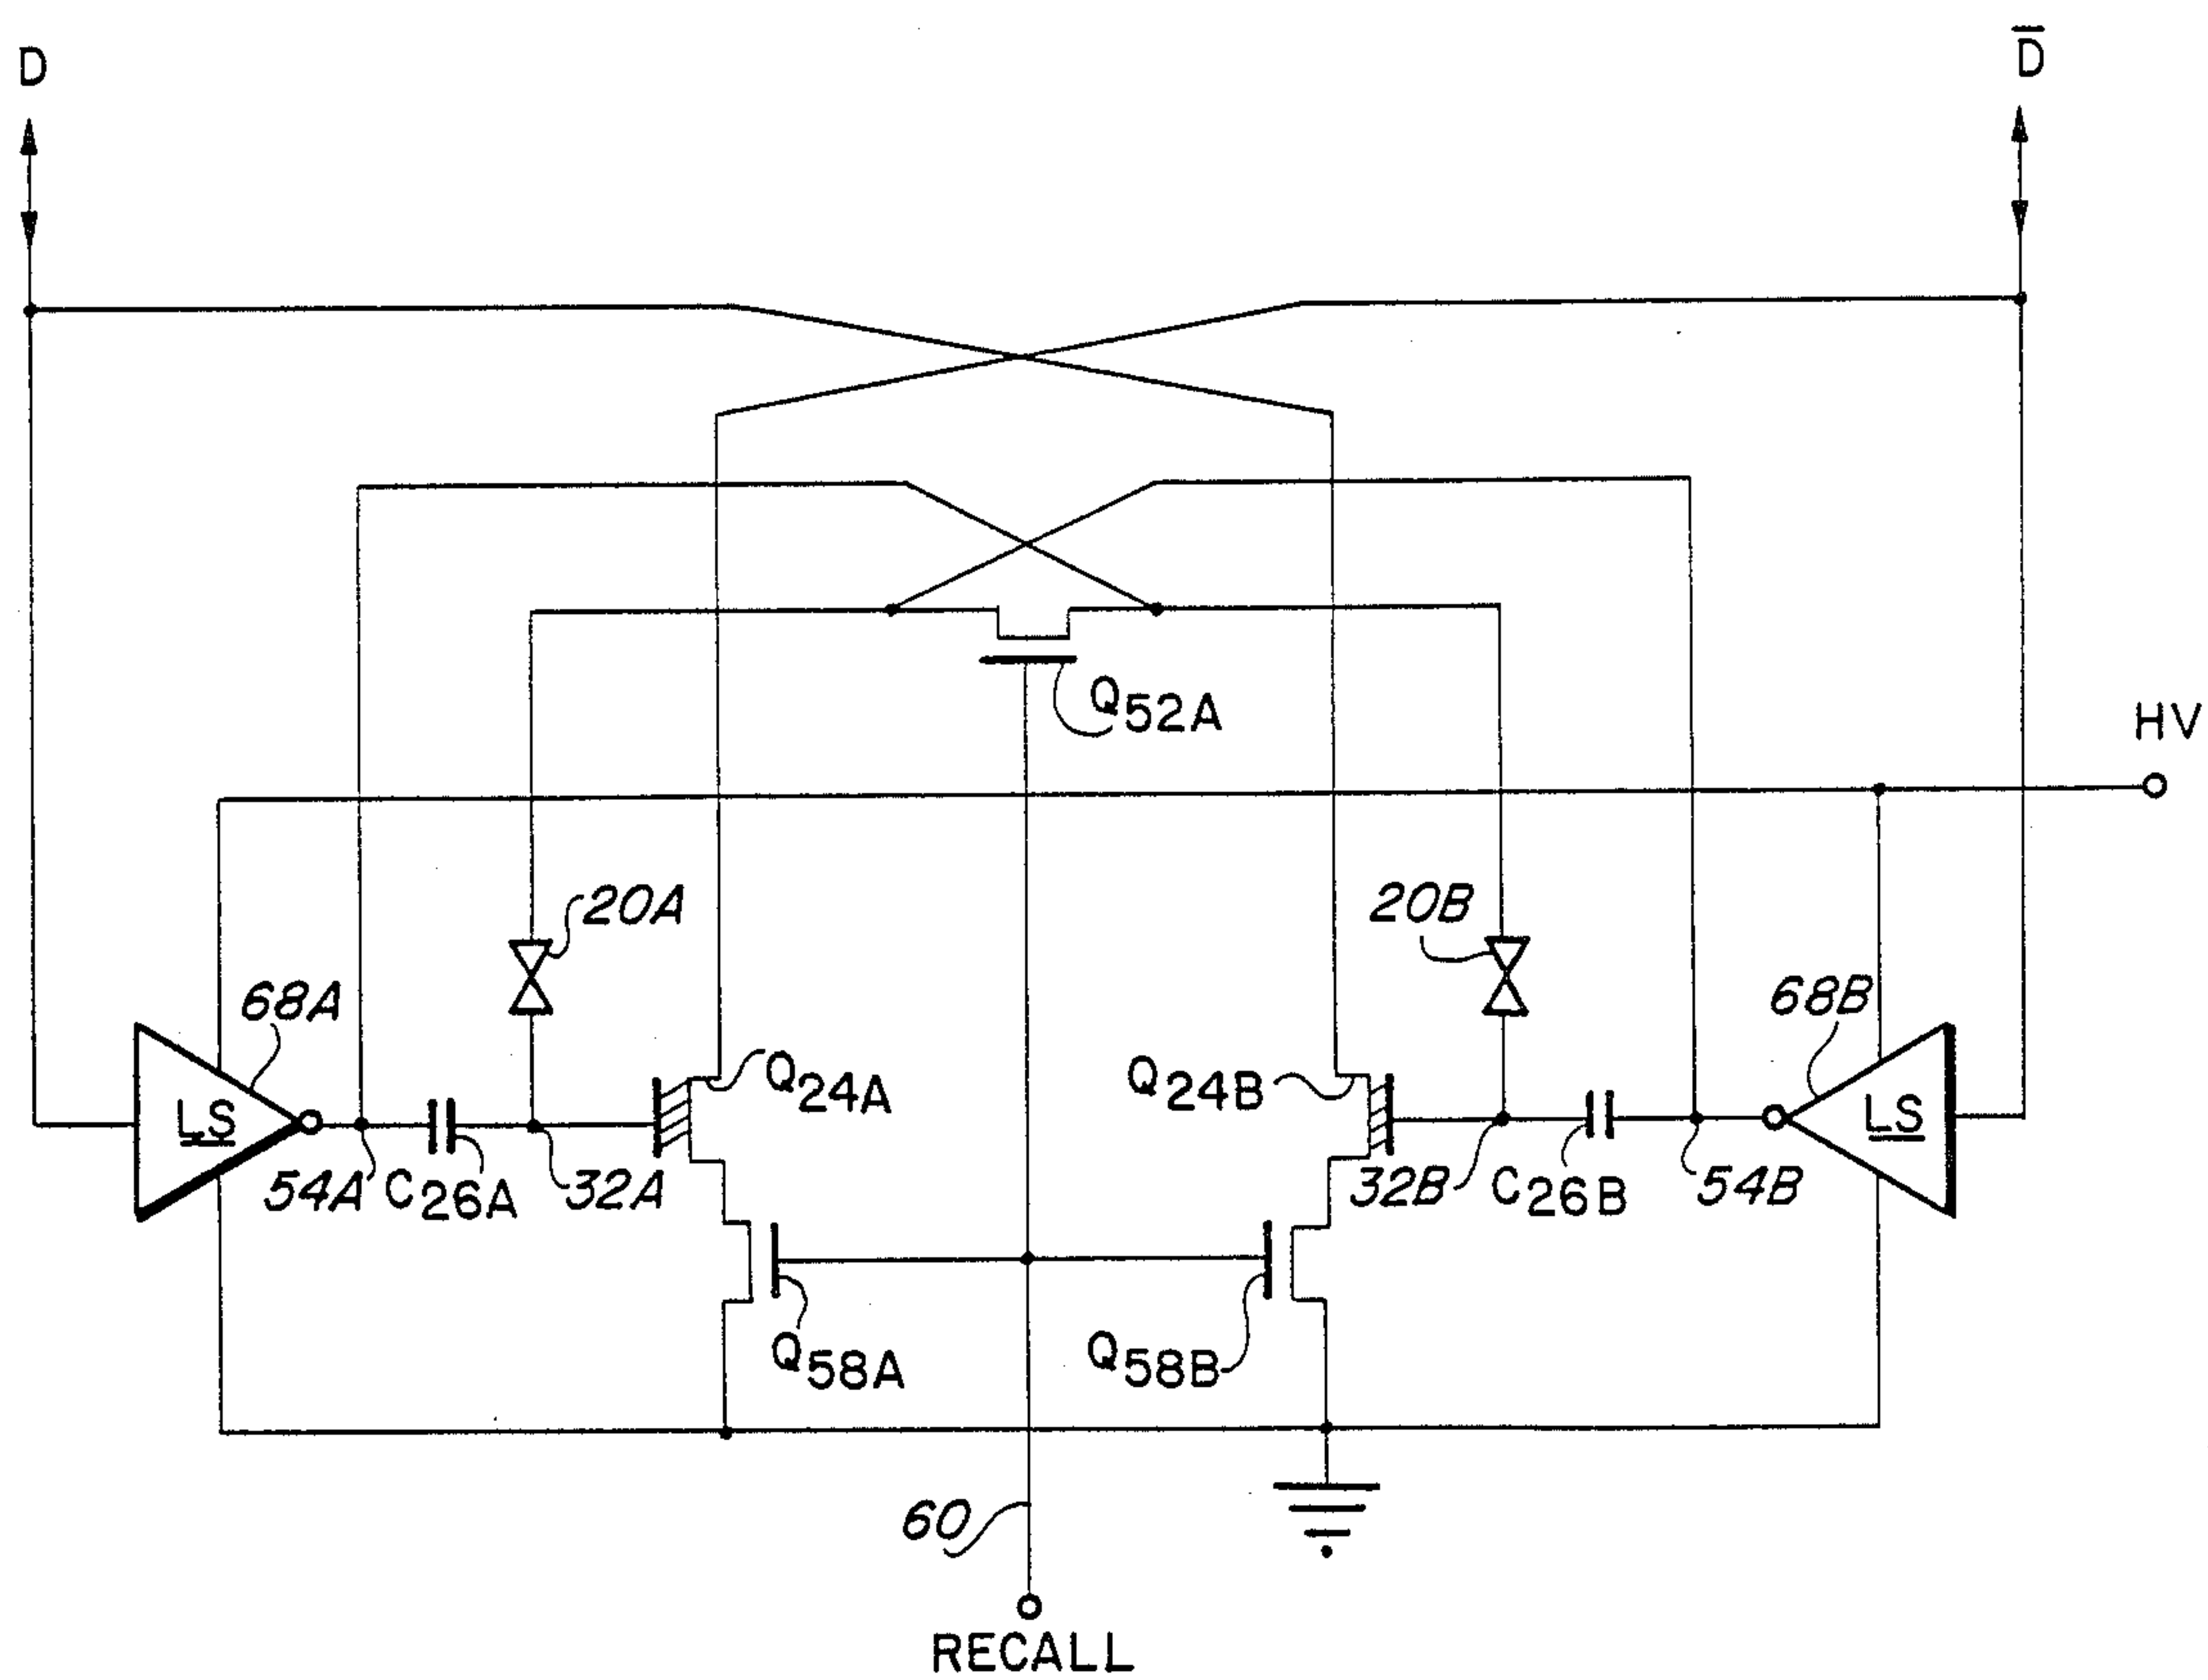 D
D̅
Q52A
HV
20A
20B
68A
68B
Q24A
Q24B
LS
LS
54A
C26A
32A
32B
C26B
54B
Q58A
Q58B
60
RECALL